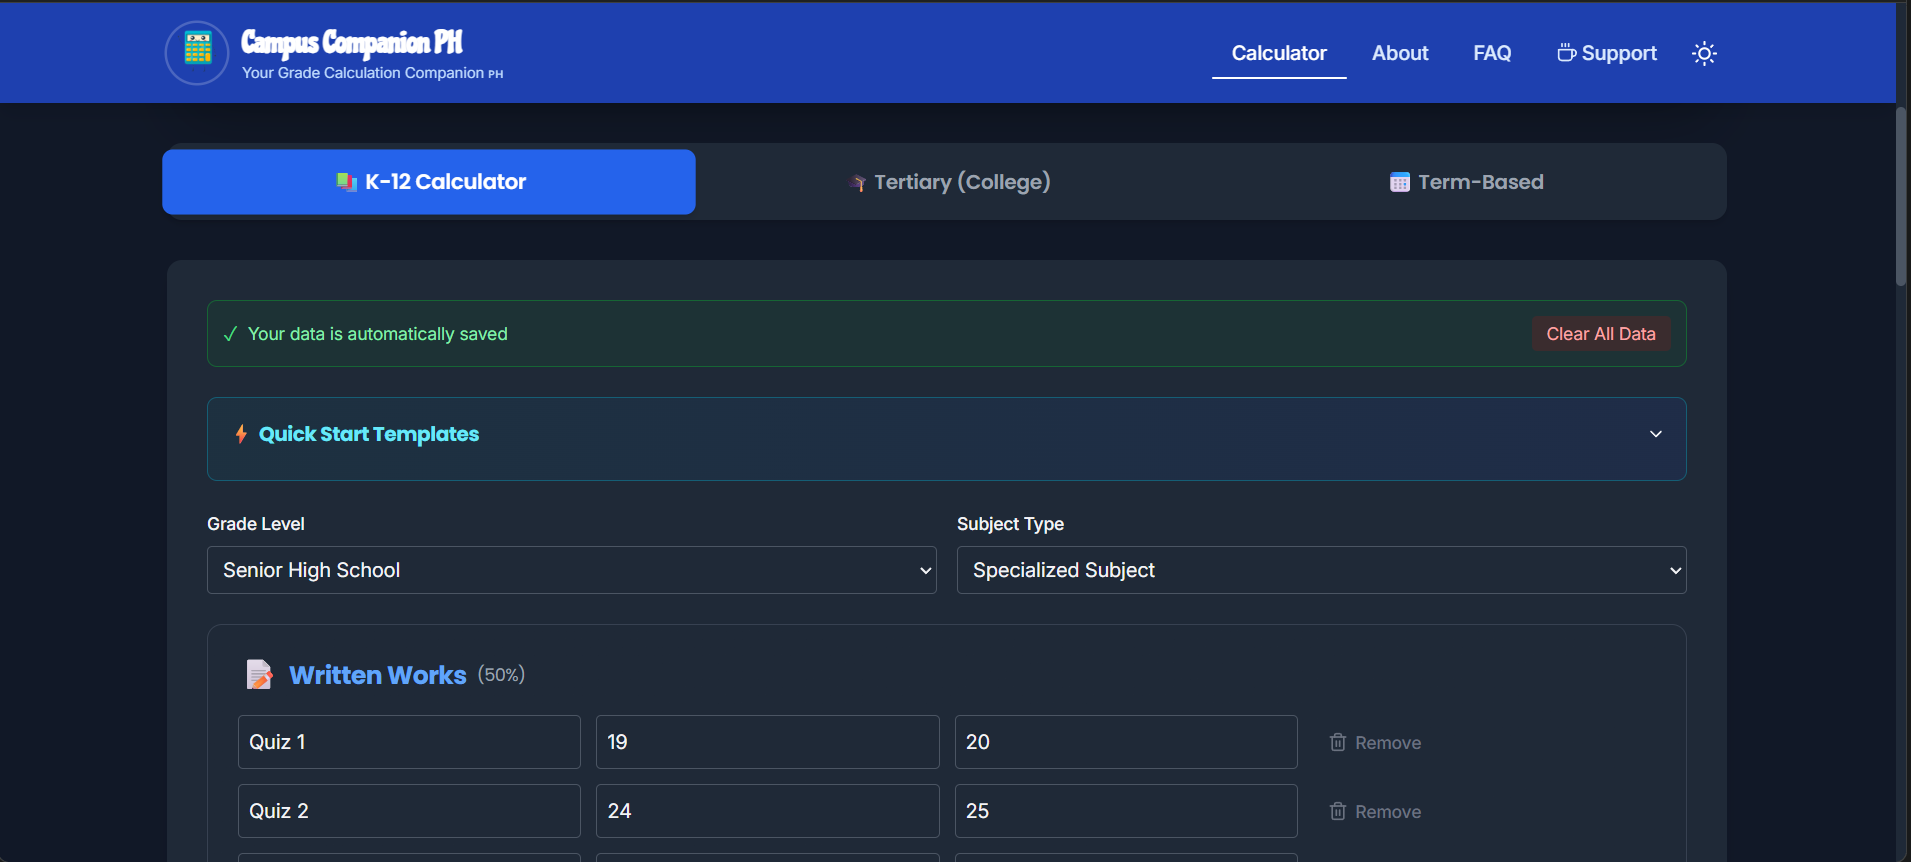 Campus Companion PH
Your Grade Calculation Companion PH
Calculator
About
FAQ
Support
K-12 Calculator
Tertiary (College)
Term-Based
✓ Your data is automatically saved
Clear All Data
Quick Start Templates
Grade Level
Subject Type
Senior High School
Specialized Subject
Written Works (50%)
Quiz 1
19
20
Remove
Quiz 2
24
25
Remove